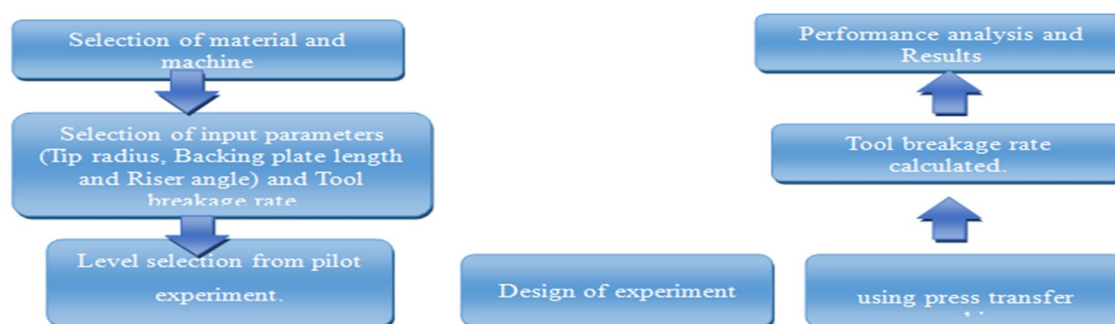 Selection of material and
machine
Selection of input parameters
(Tip radius, Backing plate length
and Riser angle) and Tool
breakage rate
Level selection from pilot
experiment.
Design of experiment
using press transfer
Tool breakage rate
calculated.
Performance analysis and
Results